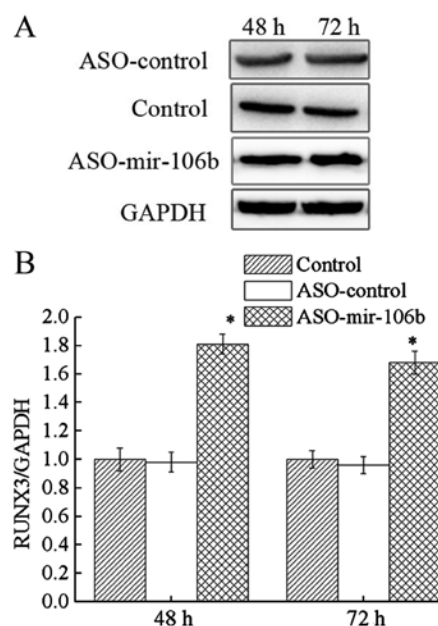 A
48 h 72 h
ASO-control
Control
ASO-mir-106b
GAPDH
B
Control
ASO-control
ASO-mir-106b
2.0
1.8
1.6
1.4
1.2
1.0
0.8
0.6
0.4
0.2
0.0
RUNX3/GAPDH
* *
48 h 72 h